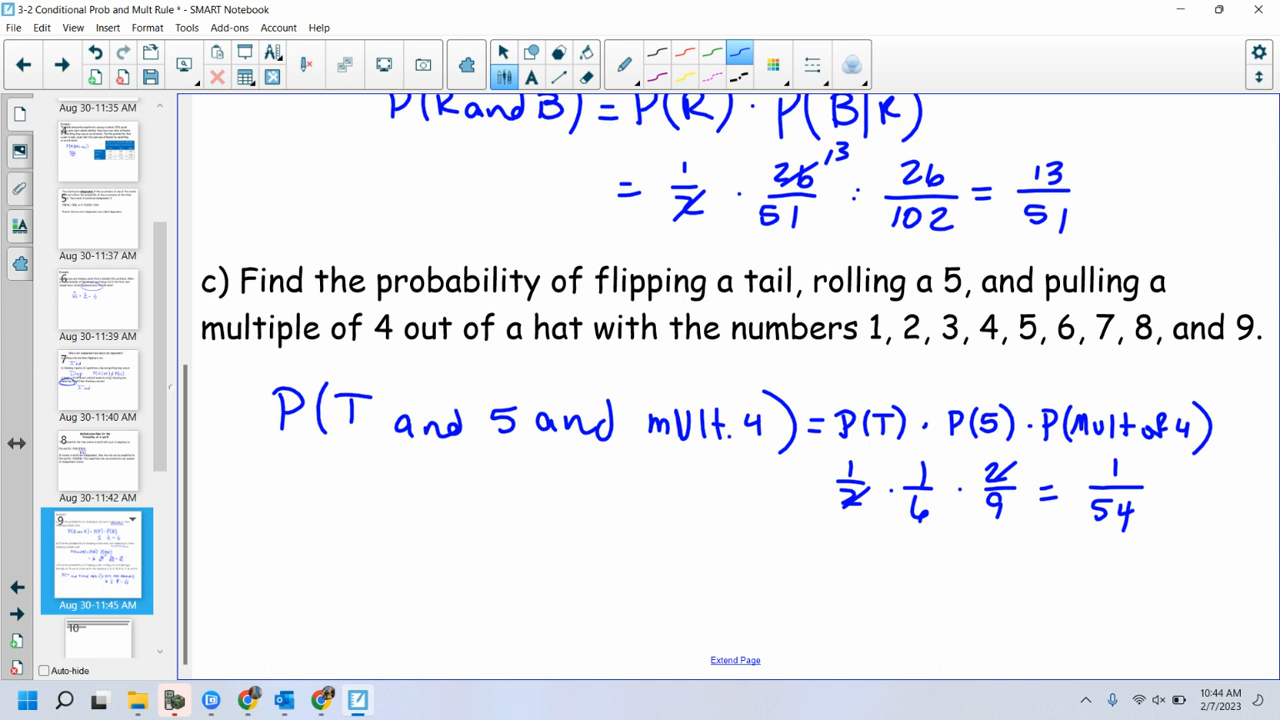 3-2 Conditional Prob and Mult Rule * - SMART Notebook
File Edit View Insert Format Tools Add-ons Account Help
Aug 30-11:35 AM
Aug 30-11:37 AM
6
Aug 30-11:39 AM
7
Aug 30-11:40 AM
8
Aug 30-11:42 AM
9
Aug 30-11:45 AM
10
Auto-hide
P(R and B) = P(R) · P(B|R)
= 1/2 · 26/51 13 : 26/102 = 13/51
c) Find the probability of flipping a tail, rolling a 5, and pulling a
multiple of 4 out of a hat with the numbers 1, 2, 3, 4, 5, 6, 7, 8, and 9.
P(T and 5 and mult. 4) = P(T) · P(5) · P(Mult of 4)
1/2 · 1/6 · 2/9 = 1/54
Extend Page
10:44 AM
2/7/2023